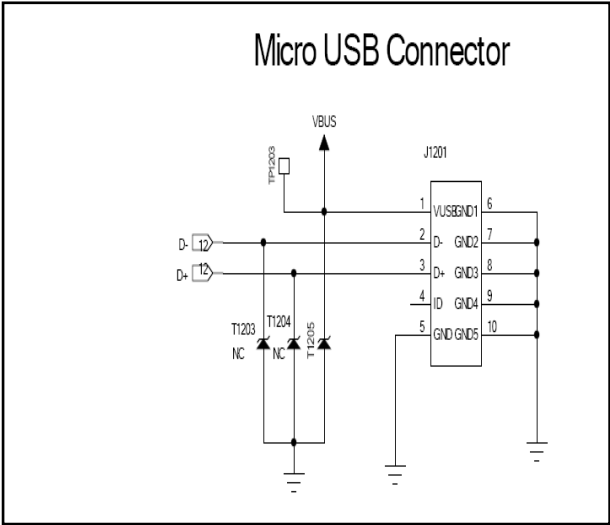 Micro USB Connector
VBUS
TP1203
J1201
1 VUSB GND1 6
D- 12
2 D- GND2 7
D+ 12
3 D+ GND3 8
4 ID GND4 9
5 GND GND5 10
T1203 T1204 T1205
NC NC